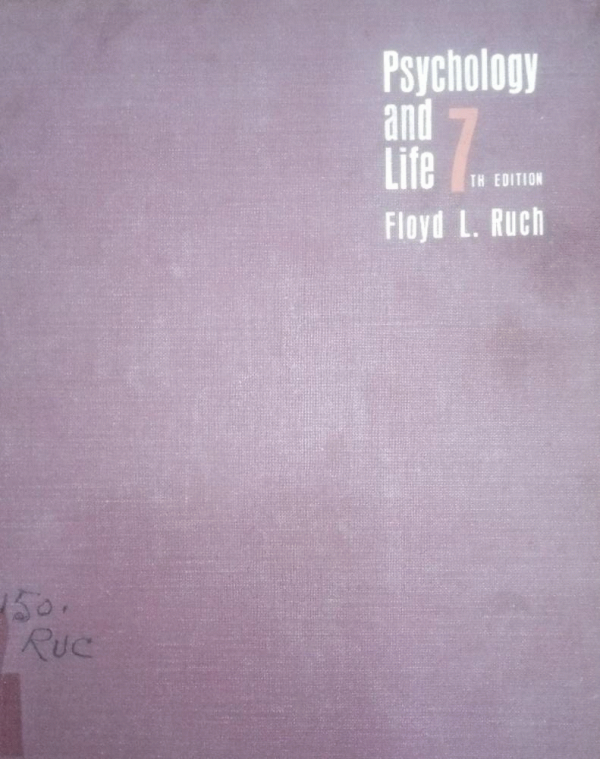 Psychology
and
Life 7TH EDITION
Floyd L. Ruch
150.
RUC